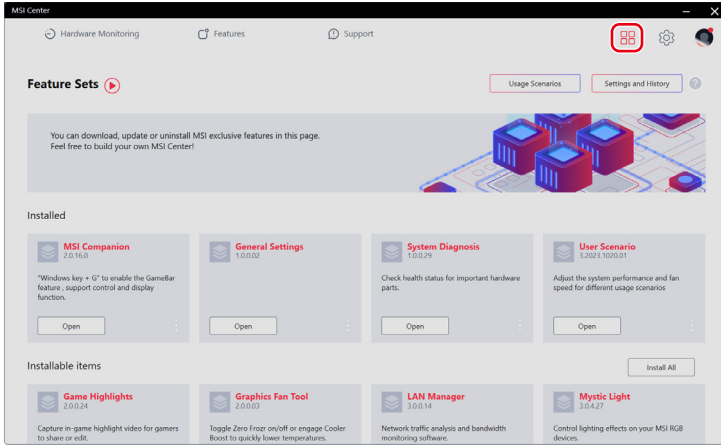 MSI Center
Hardware Monitoring
Features
Support
Feature Sets
Usage Scenarios
Settings and History
?
You can download, update or uninstall MSI exclusive features in this page.
Feel free to build your own MSI Center!
Installed
MSI Companion
2.0.16.0
"Windows key + G" to enable the GameBar
feature , support control and display
function.
Open
General Settings
1.0.0.02
Open
System Diagnosis
1.0.0.29
Check health status for important hardware
parts.
Open
User Scenario
3.2023.1020.01
Adjust the system performance and fan
speed for different usage scenarios
Open
Installable items
Install All
Game Highlights
2.0.0.24
Capture in-game highlight video for gamers
to share or edit.
Graphics Fan Tool
2.0.0.03
Toggle Zero Frozr on/off or engage Cooler
Boost to quickly lower temperatures.
LAN Manager
3.0.0.14
Network traffic analysis and bandwidth
monitoring software.
Mystic Light
3.0.4.27
Control lighting effects on your MSI RGB
devices.